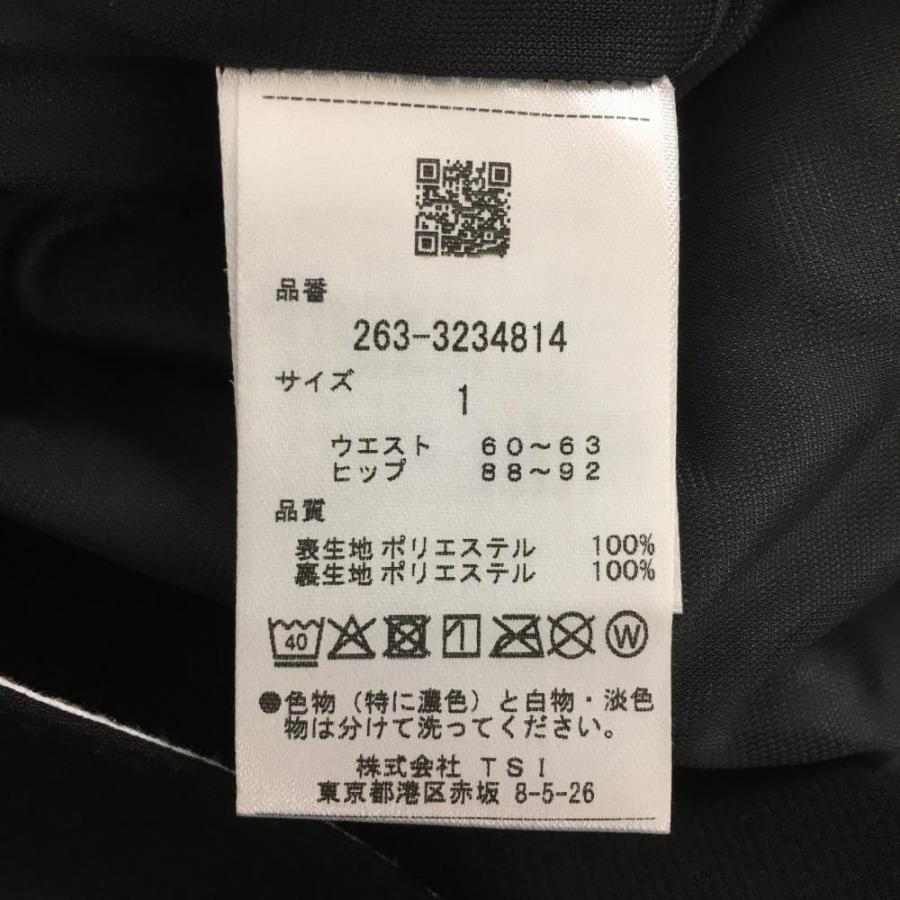 品番
263-3234814
サイズ
1
ウエスト 60～63
ヒップ 88～92
品質
表生地 ポリエステル 100%
裏生地 ポリエステル 100%
40 W
●色物（特に濃色）と白物・淡色
物は分けて洗ってください。
株式会社 TSI
東京都港区赤坂 8-5-26